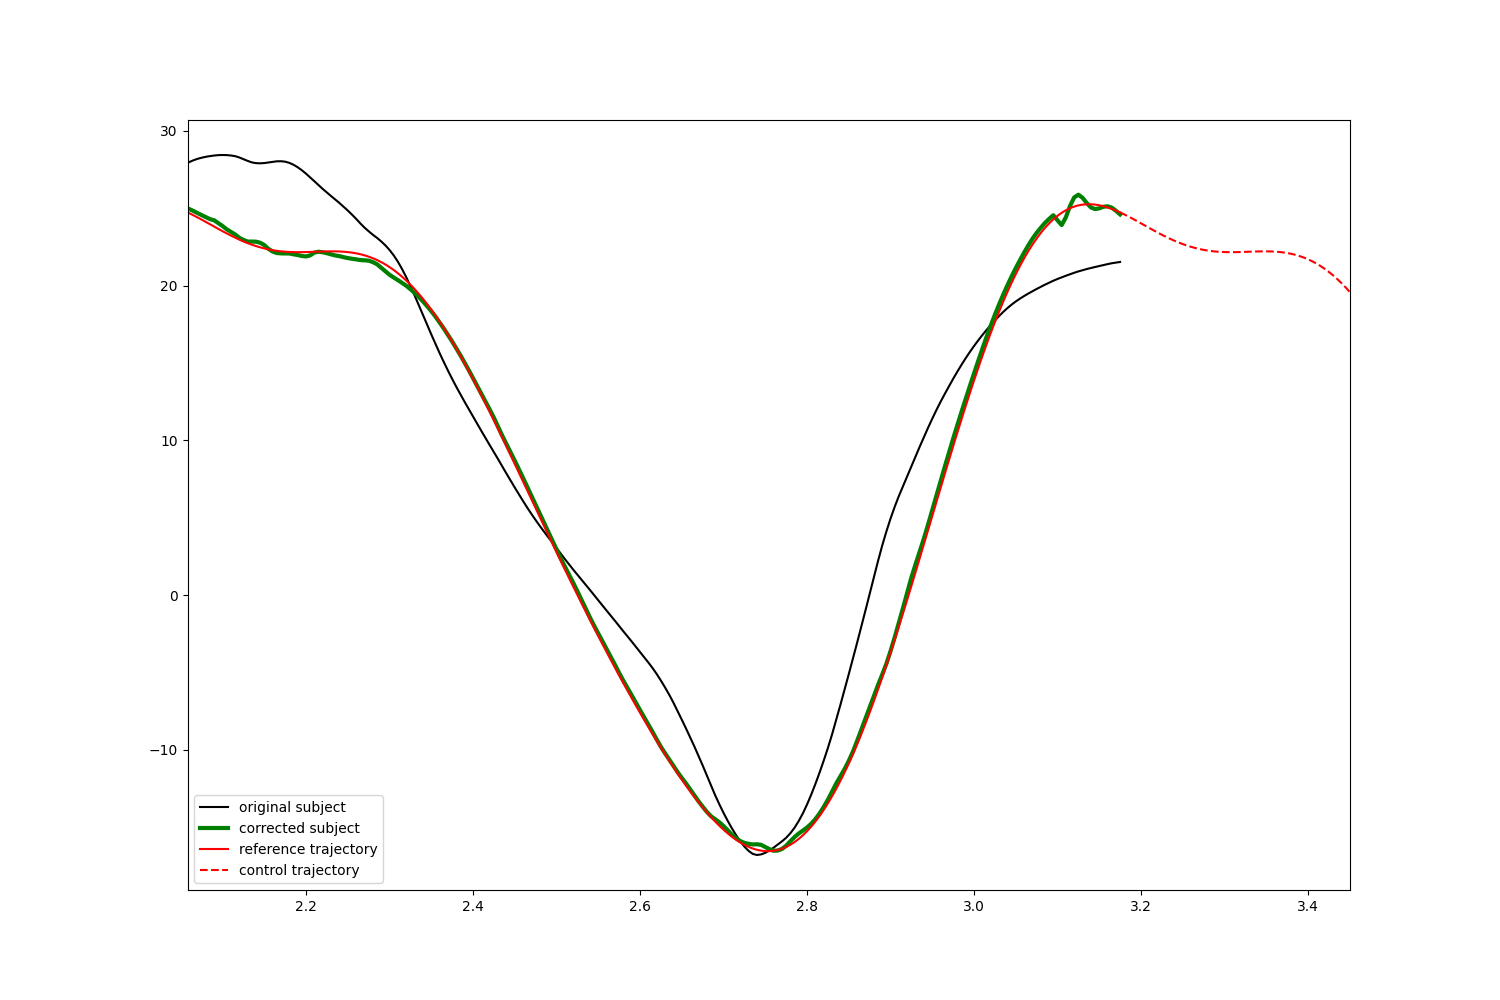 30
20
10
0
−10
original subject
corrected subject
reference trajectory
control trajectory
2.2 2.4 2.6 2.8 3.0 3.2 3.4